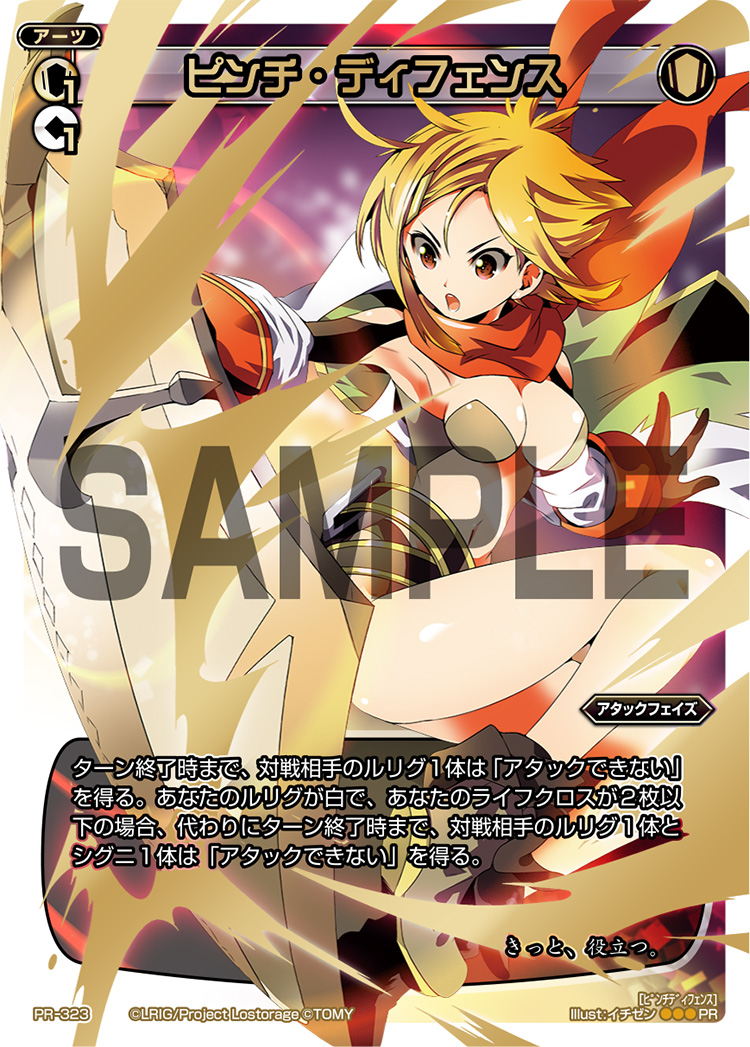 アーツ
ピンチ・ディフェンス
1
1
SAMPLE
アタックフェイズ
ターン終了時まで、対戦相手のルリグ1体は「アタックできない」
を得る。あなたのルリグが白で、あなたのライフクロスが2枚以
下の場合、代わりにターン終了時まで、対戦相手のルリグ1体と
シグニ1体は「アタックできない」を得る。
きっと、役立つ。
[ピンチディフェンス]
PR-323 ©LRIG/Project Lostorage ©TOMY Illust:イチゼン PR